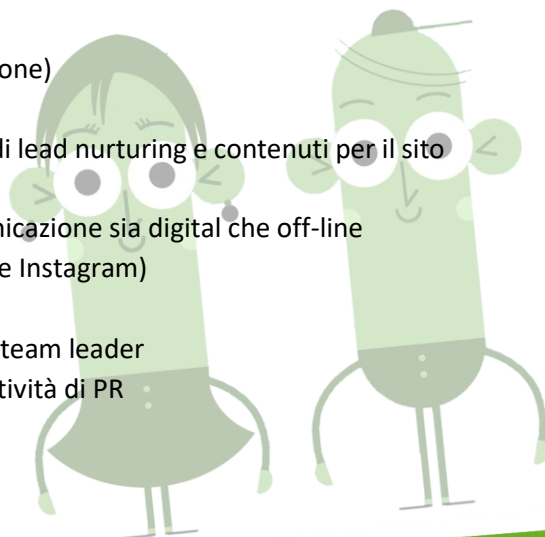 one)
di lead nurturing e contenuti per il sito
nicazione sia digital che off-line
e Instagram)
team leader
tività di PR